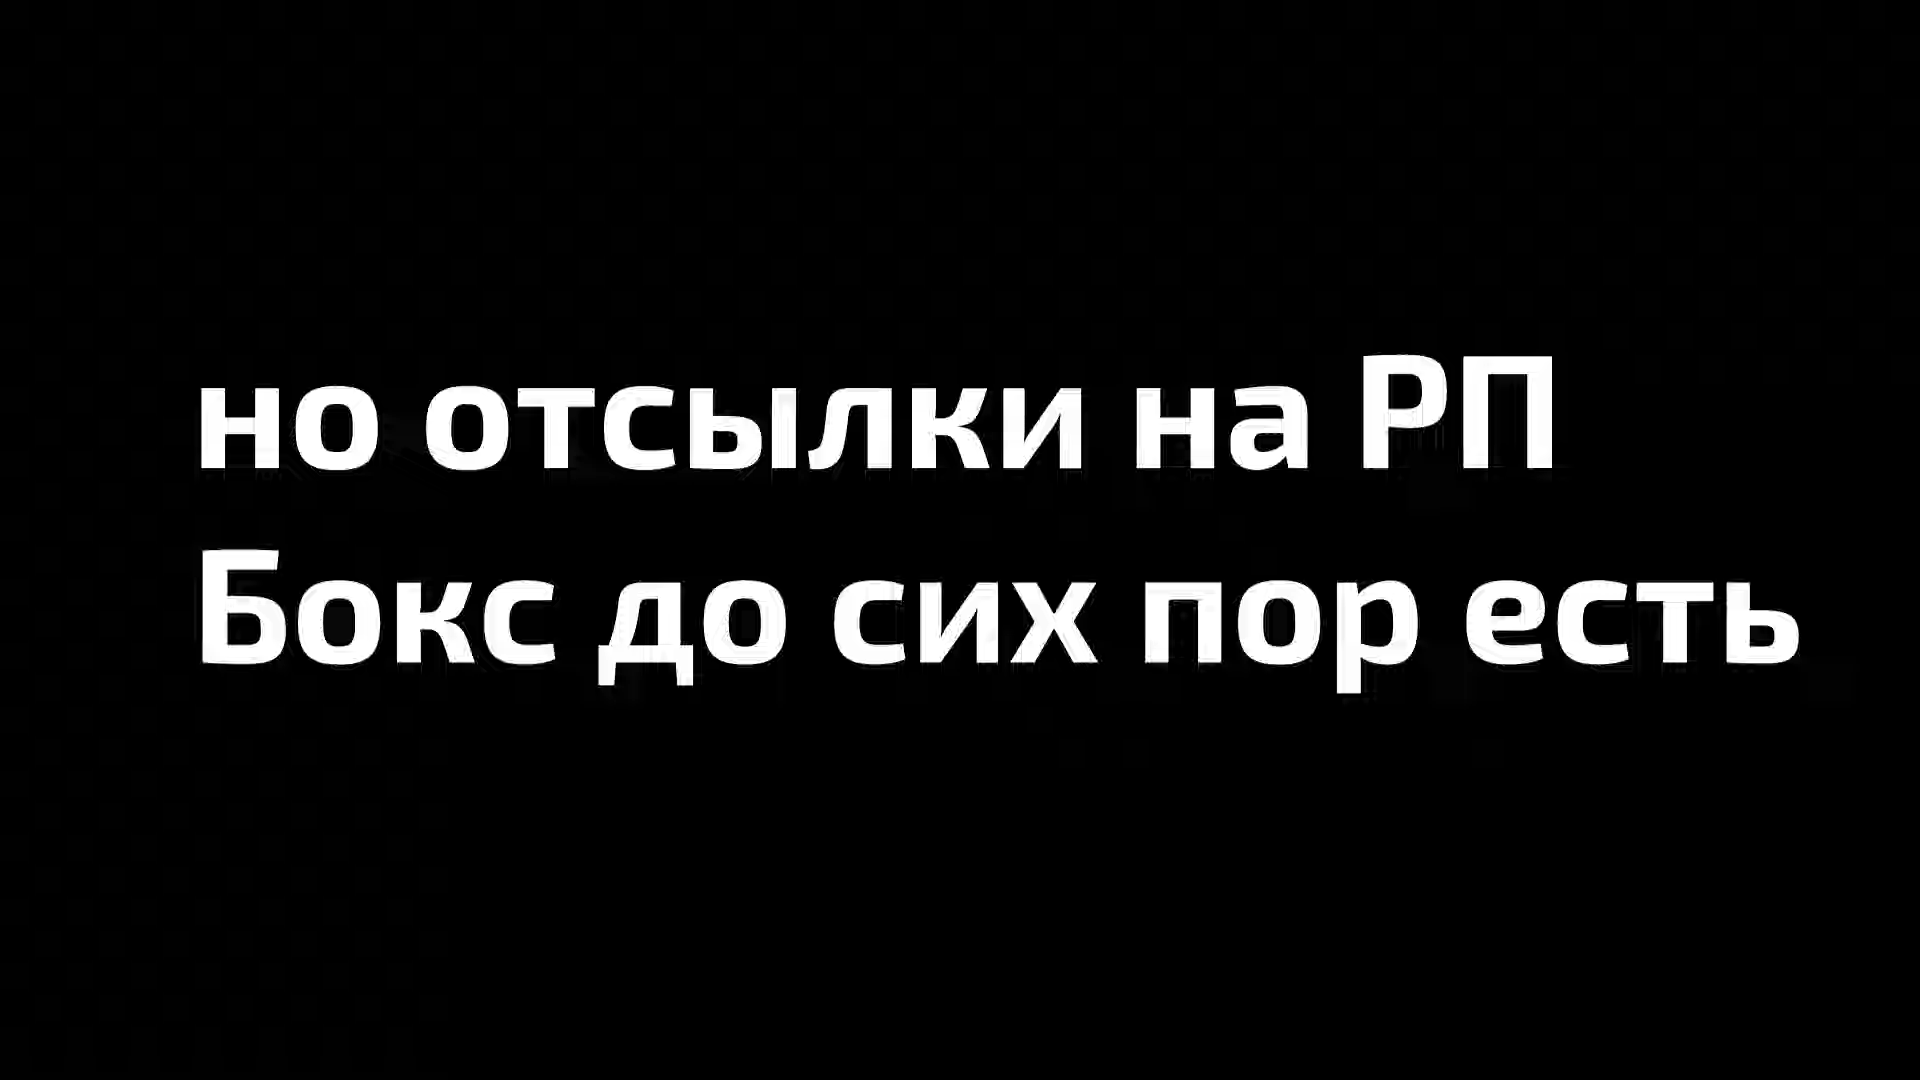 но отсылки на РП
Бокс до сих пор есть